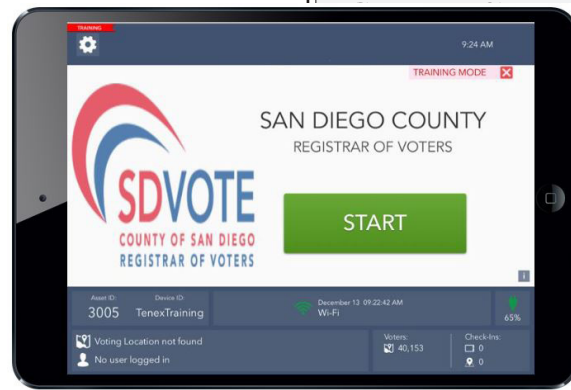 TRAINING
9:24 AM
TRAINING MODE
SAN DIEGO COUNTY
REGISTRAR OF VOTERS
SDVOTE
COUNTY OF SAN DIEGO
REGISTRAR OF VOTERS
START
i
Asset ID: Device ID:
3005 TenexTraining
December 13 09:22:42 AM
Wi-Fi
65%
Voting Location not found
No user logged in
Voters:
40,153
Check-Ins:
0
0